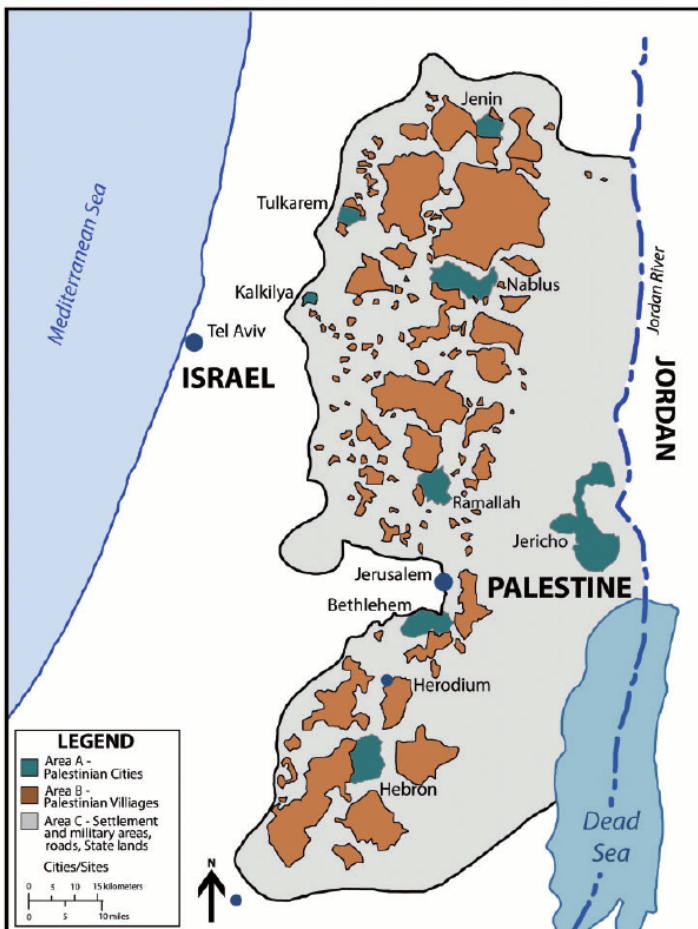 Jenin
Tulkarem
Mediterranean Sea
Nablus
Kalkilya
Jordan River
Tel Aviv
ISRAEL
JORDAN
Ramallah
Jericho
Jerusalem
PALESTINE
Bethlehem
Herodium
LEGEND
Area A -
Palestinian Cities
Area B -
Palestinian Villiages
Area C - Settlement
and military areas,
roads, State lands
Cities/Sites
0 5 10 15 kilometers
0 5 10 miles
Hebron
Dead
Sea
N